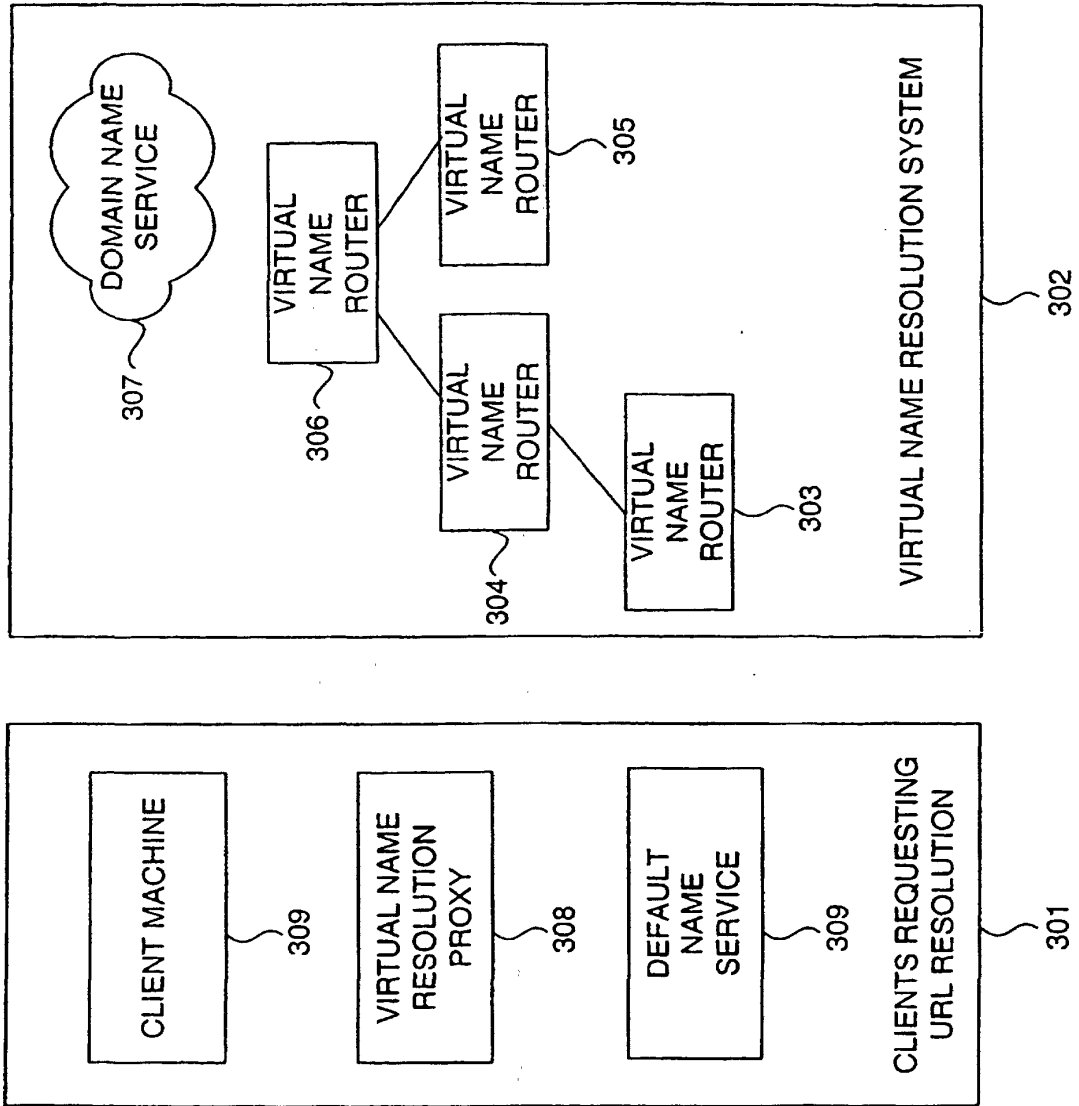 CLIENT MACHINE
309
VIRTUAL NAME
RESOLUTION
PROXY
308
DEFAULT
NAME
SERVICE
309
CLIENTS REQUESTING
URL RESOLUTION
301
DOMAIN NAME
SERVICE
307
VIRTUAL
NAME
ROUTER
306
VIRTUAL
NAME
ROUTER
304
VIRTUAL
NAME
ROUTER
305
VIRTUAL
NAME
ROUTER
303
VIRTUAL NAME RESOLUTION SYSTEM
302